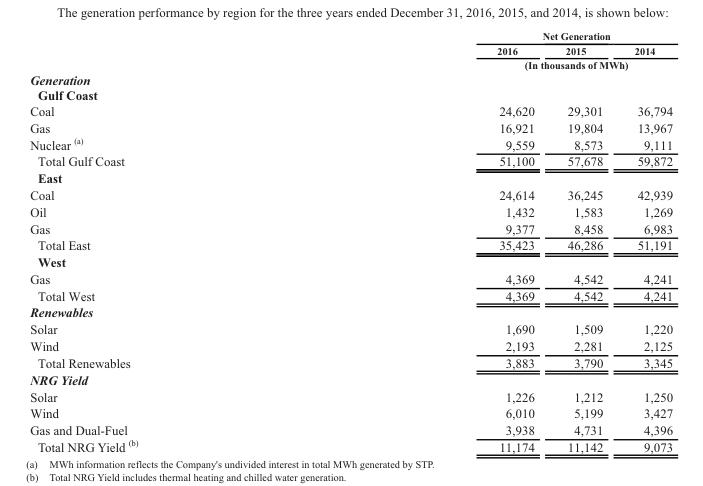 The generation performance by region for the three years ended December 31, 2016, 2015, and 2014, is shown below:
Net Generation
2016 2015 2014
(In thousands of MWh)
Generation
Gulf Coast
Coal 24,620 29,301 36,794
Gas 16,921 19,804 13,967
Nuclear (a) 9,559 8,573 9,111
Total Gulf Coast 51,100 57,678 59,872
East
Coal 24,614 36,245 42,939
Oil 1,432 1,583 1,269
Gas 9,377 8,458 6,983
Total East 35,423 46,286 51,191
West
Gas 4,369 4,542 4,241
Total West 4,369 4,542 4,241
Renewables
Solar 1,690 1,509 1,220
Wind 2,193 2,281 2,125
Total Renewables 3,883 3,790 3,345
NRG Yield
Solar 1,226 1,212 1,250
Wind 6,010 5,199 3,427
Gas and Dual-Fuel 3,938 4,731 4,396
Total NRG Yield (b) 11,174 11,142 9,073
(a) MWh information reflects the Company's undivided interest in total MWh generated by STP.
(b) Total NRG Yield includes thermal heating and chilled water generation.